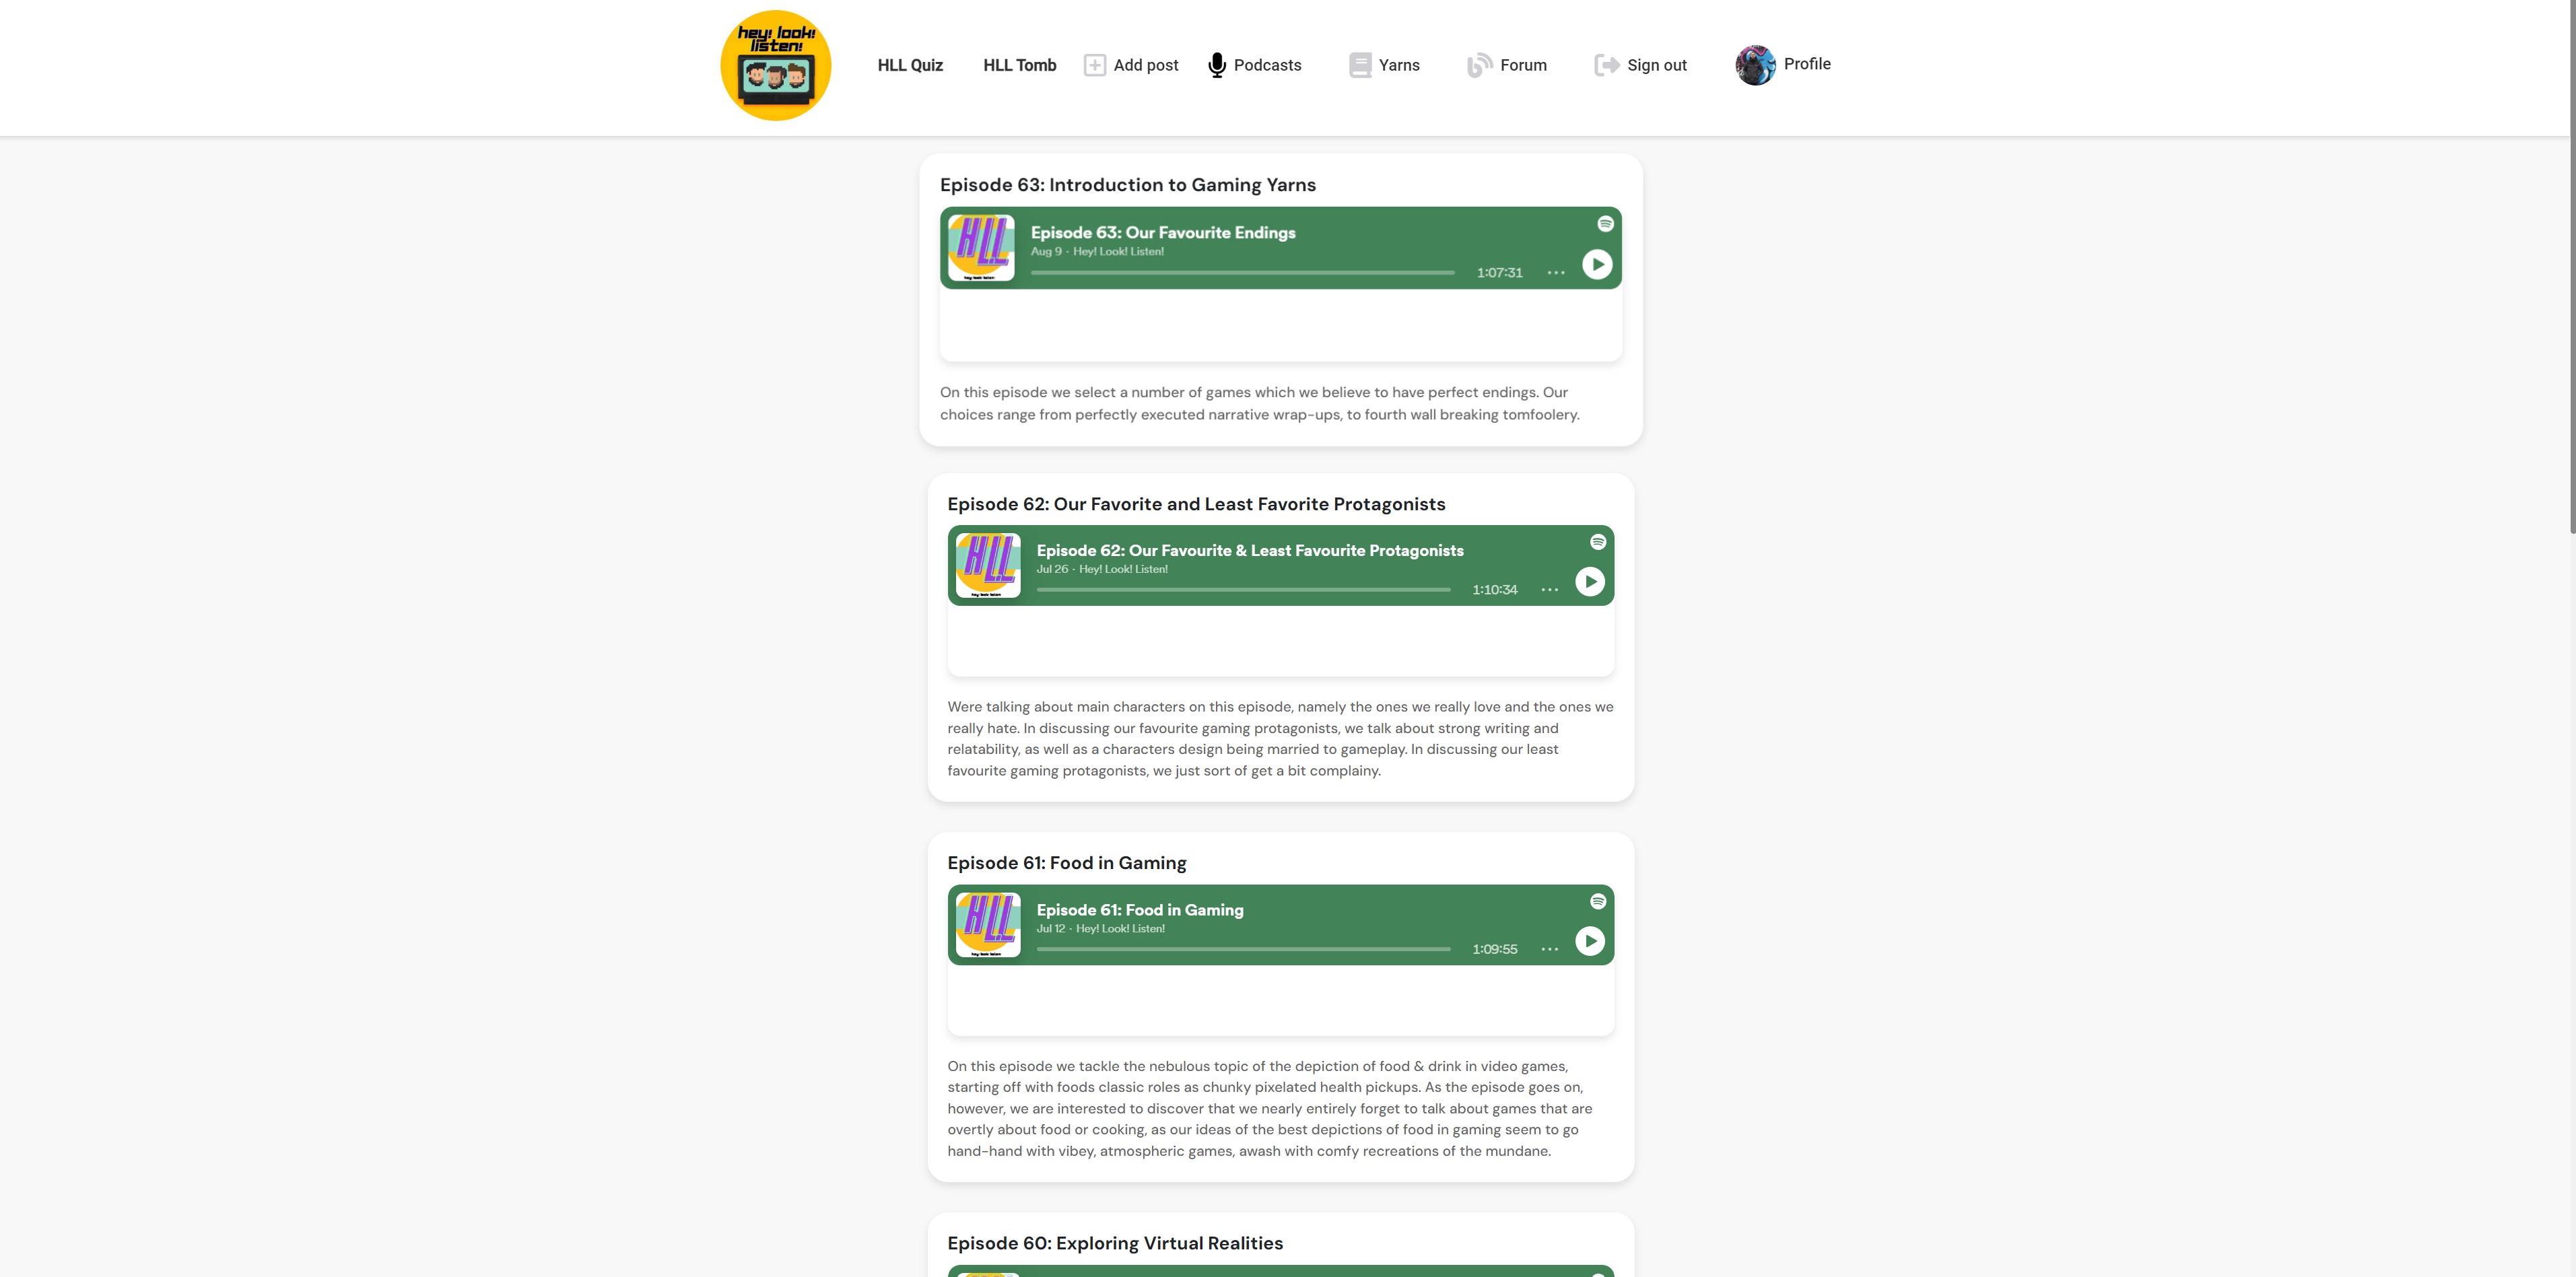 hey! look!
listen!
HLL Quiz
HLL Tomb
Add post
Podcasts
Yarns
Forum
Sign out
Profile
Episode 63: Introduction to Gaming Yarns
HLL
hey! look! listen!
Episode 63: Our Favourite Endings
Aug 9 · Hey! Look! Listen!
1:07:31
On this episode we select a number of games which we believe to have perfect endings. Our
choices range from perfectly executed narrative wrap-ups, to fourth wall breaking tomfoolery.
Episode 62: Our Favorite and Least Favorite Protagonists
HLL
hey! look! listen!
Episode 62: Our Favourite & Least Favourite Protagonists
Jul 26 · Hey! Look! Listen!
1:10:34
Were talking about main characters on this episode, namely the ones we really love and the ones we
really hate. In discussing our favourite gaming protagonists, we talk about strong writing and
relatability, as well as a characters design being married to gameplay. In discussing our least
favourite gaming protagonists, we just sort of get a bit complainy.
Episode 61: Food in Gaming
HLL
hey! look! listen!
Episode 61: Food in Gaming
Jul 12 · Hey! Look! Listen!
1:09:55
On this episode we tackle the nebulous topic of the depiction of food & drink in video games,
starting off with foods classic roles as chunky pixelated health pickups. As the episode goes on,
however, we are interested to discover that we nearly entirely forget to talk about games that are
overtly about food or cooking, as our ideas of the best depictions of food in gaming seem to go
hand-hand with vibey, atmospheric games, awash with comfy recreations of the mundane.
Episode 60: Exploring Virtual Realities